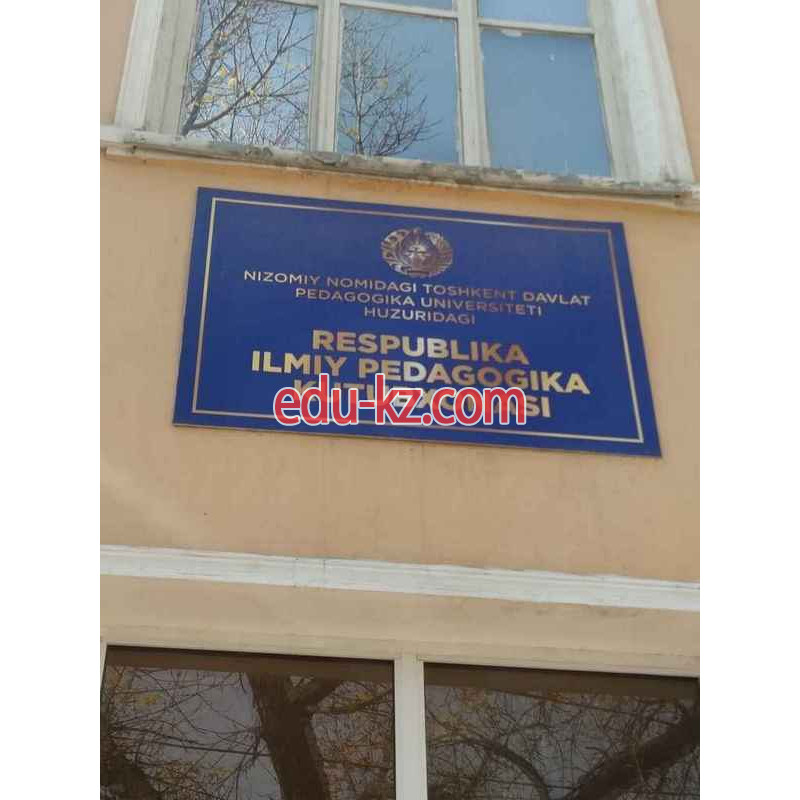 NIZOMIY NOMIDAGI TOSHKENT DAVLAT
PEDAGOGIKA UNIVERSITETI
HUZURIDAGI
RESPUBLIKA
ILMIY PEDAGOGIKA
edu-kz.com